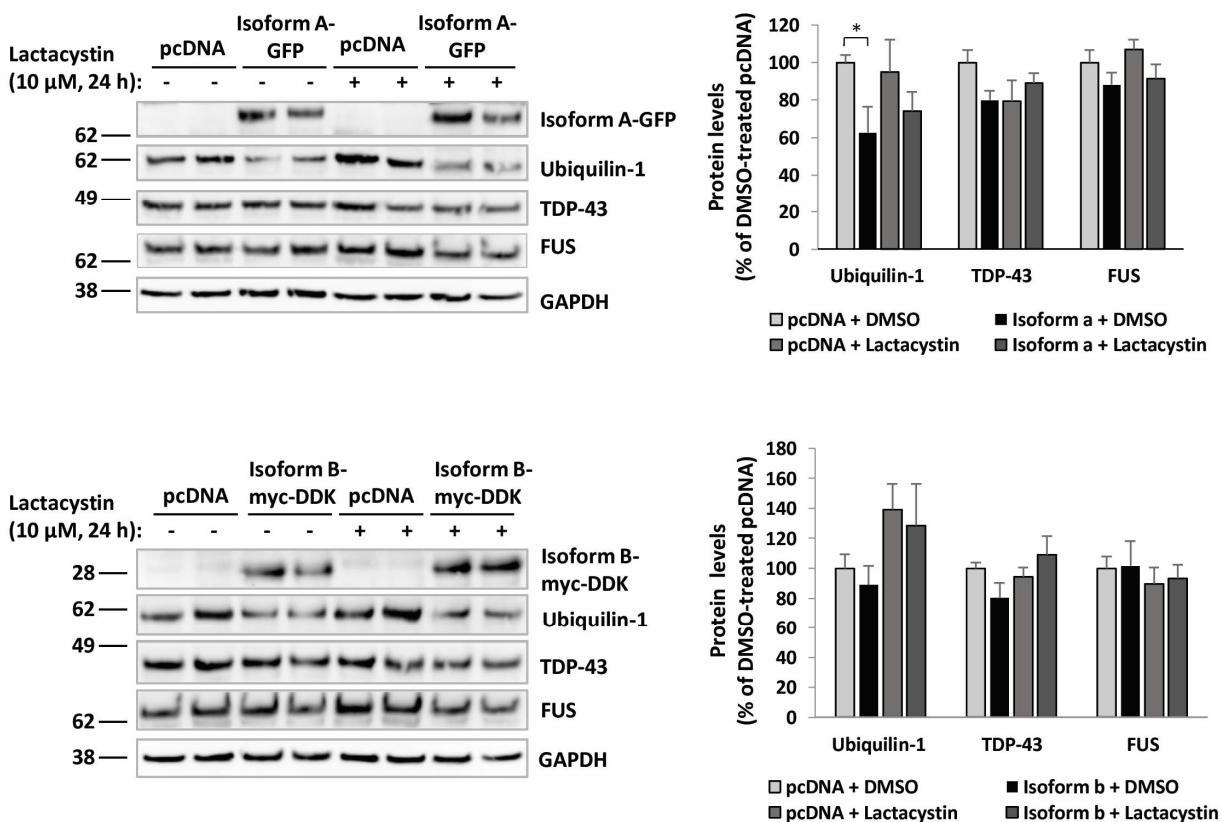 Lactacystin
(10 µM, 24 h):
pcDNA
Isoform A-
GFP
pcDNA
Isoform A-
GFP
- - - - + + + +
62
62
49
62
38
Isoform A-GFP
Ubiquilin-1
TDP-43
FUS
GAPDH
Protein levels
(% of DMSO-treated pcDNA)
120
100
80
60
40
20
0
*
Ubiquilin-1 TDP-43 FUS
pcDNA + DMSO Isoform a + DMSO
pcDNA + Lactacystin Isoform a + Lactacystin
Lactacystin
(10 µM, 24 h):
pcDNA
Isoform B-
myc-DDK
pcDNA
Isoform B-
myc-DDK
- - - - + + + +
28
62
49
62
38
Isoform B-
myc-DDK
Ubiquilin-1
TDP-43
FUS
GAPDH
Protein levels
(% of DMSO-treated pcDNA)
180
160
140
120
100
80
60
40
20
0
Ubiquilin-1 TDP-43 FUS
pcDNA + DMSO Isoform b + DMSO
pcDNA + Lactacystin Isoform b + Lactacystin